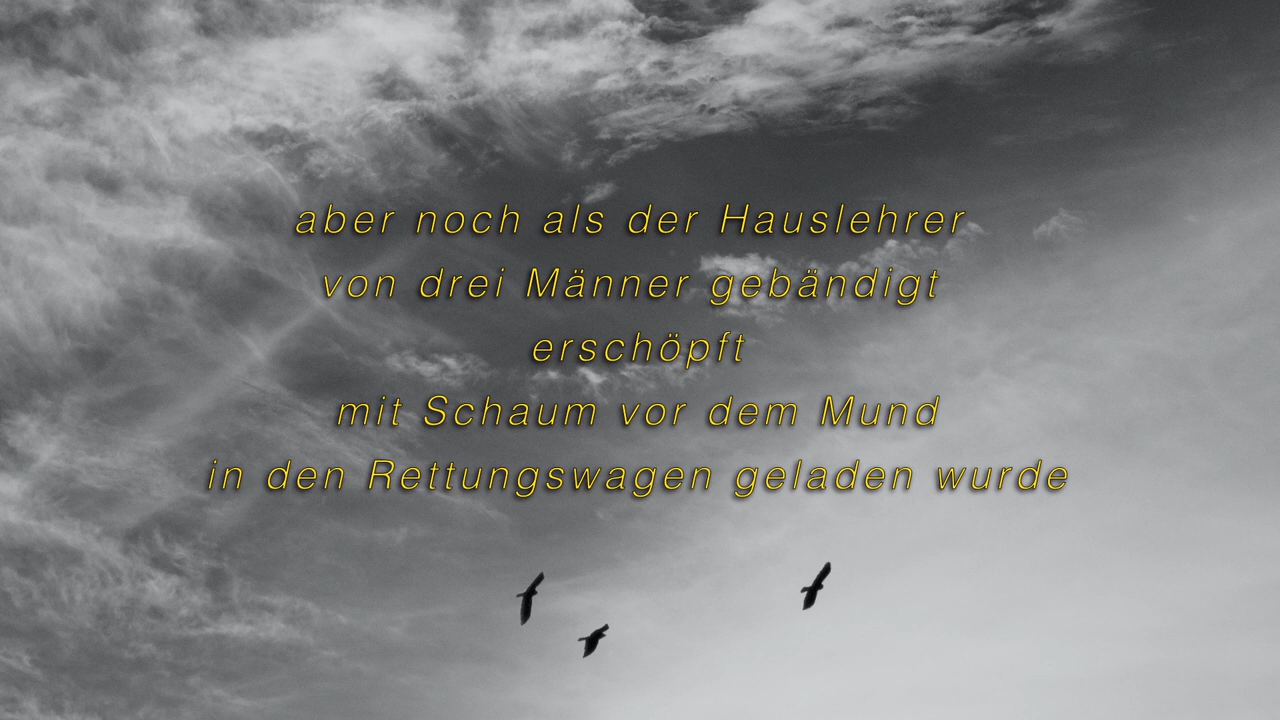 aber noch als der Hauslehrer
von drei Männer gebändigt
erschöpft
mit Schaum vor dem Mund
in den Rettungswagen geladen wurde